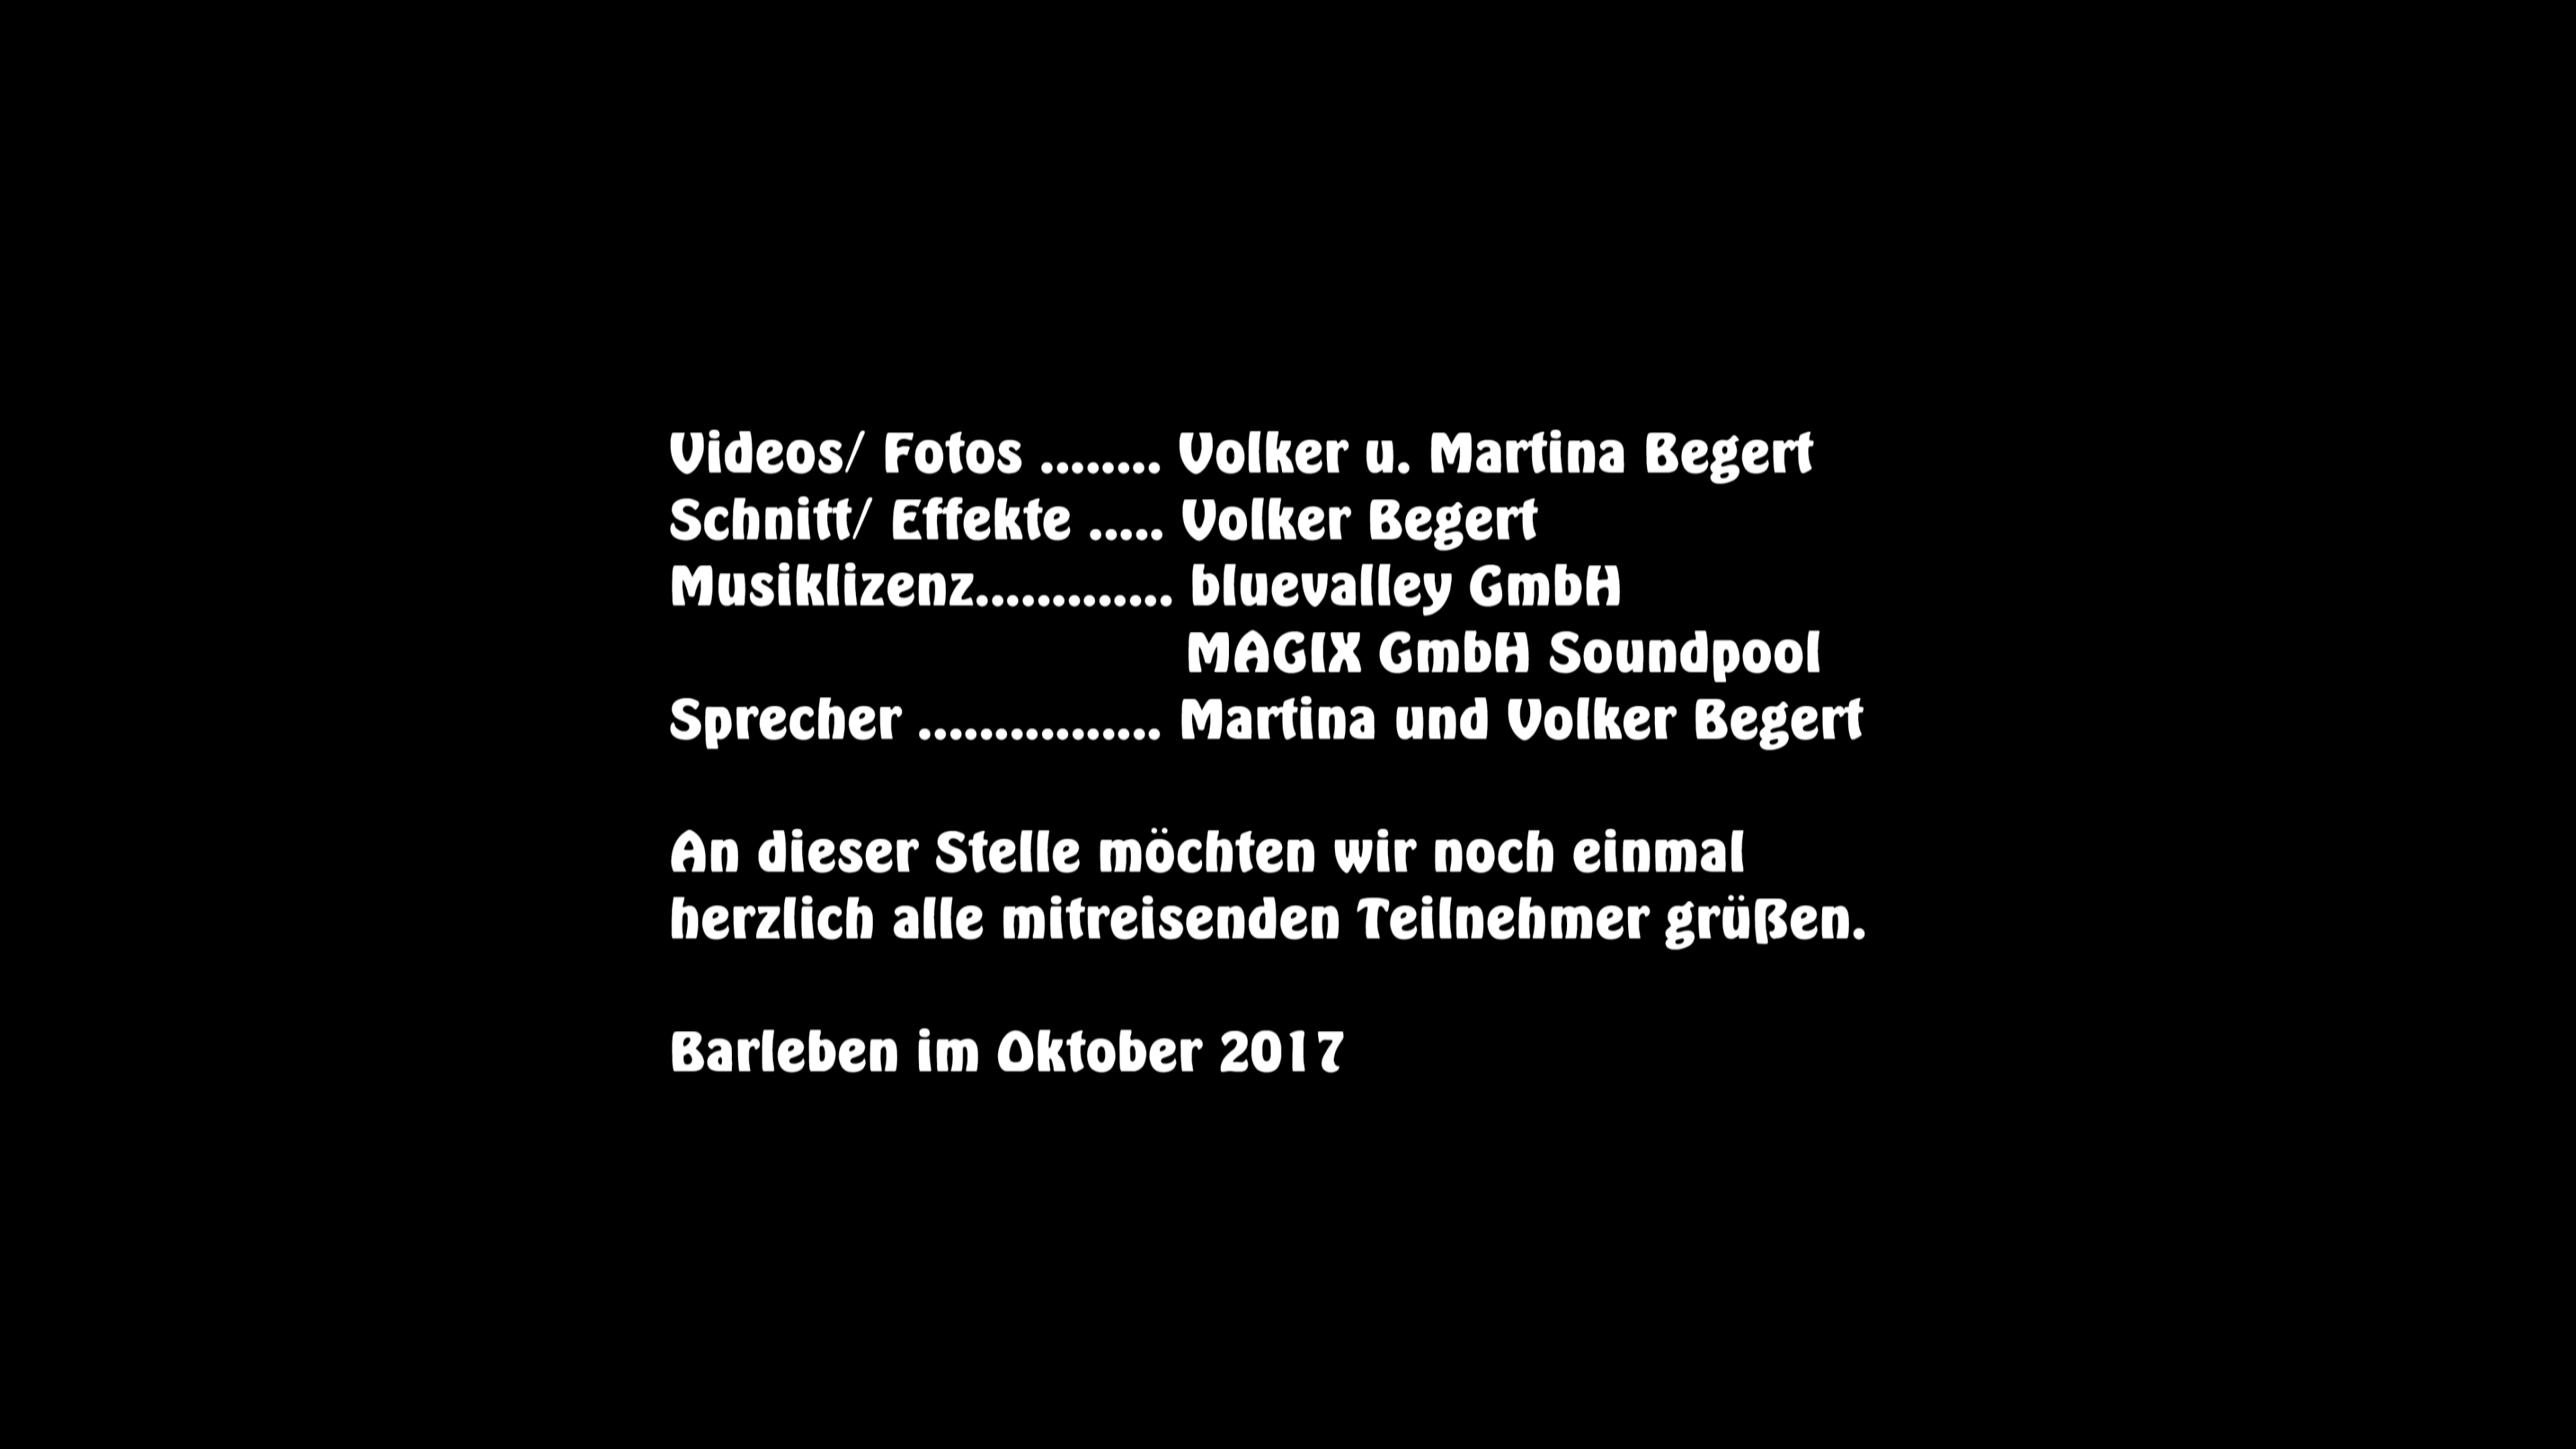 Videos/ Fotos ........ Volker u. Martina Begert
Schnitt/ Effekte ..... Volker Begert
Musiklizenz............. bluevalley GmbH
MAGIX GmbH Soundpool
Sprecher ................ Martina und Volker Begert
An dieser Stelle möchten wir noch einmal
herzlich alle mitreisenden Teilnehmer grüßen.
Barleben im Oktober 2017